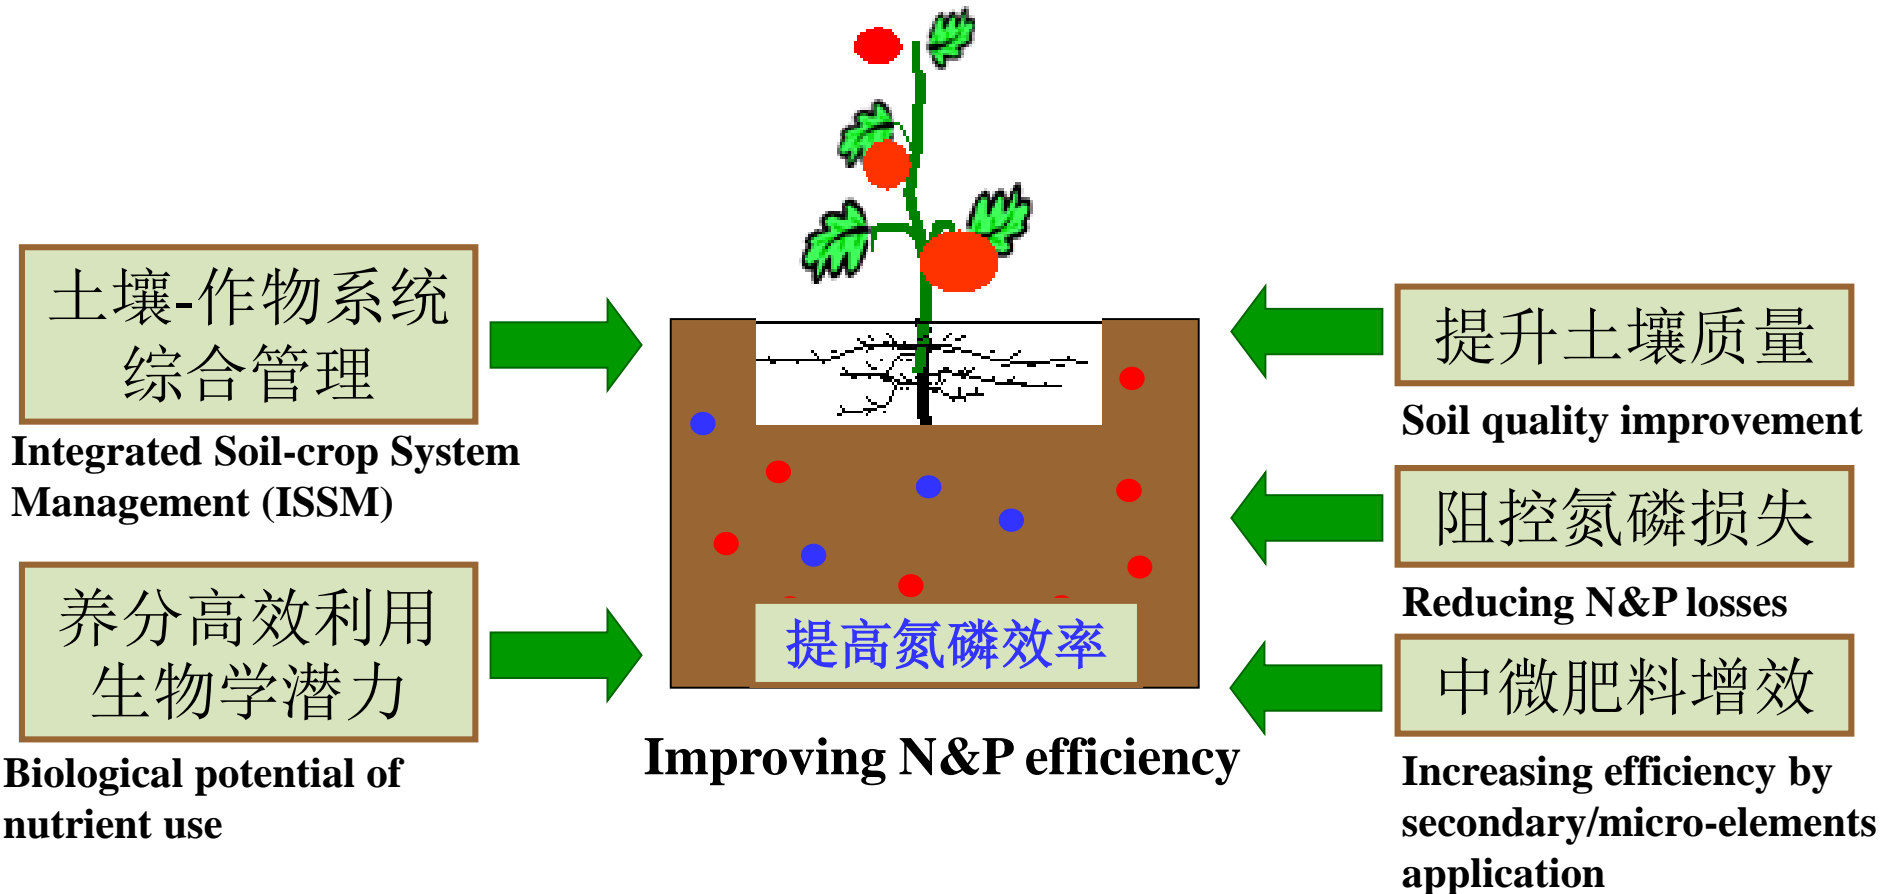 土壤-作物系统
综合管理
Integrated Soil-crop System
Management (ISSM)
养分高效利用
生物学潜力
Biological potential of
nutrient use
提高氮磷效率
Improving N&P efficiency
提升土壤质量
Soil quality improvement
阻控氮磷损失
Reducing N&P losses
中微肥料增效
Increasing efficiency by
secondary/micro-elements
application